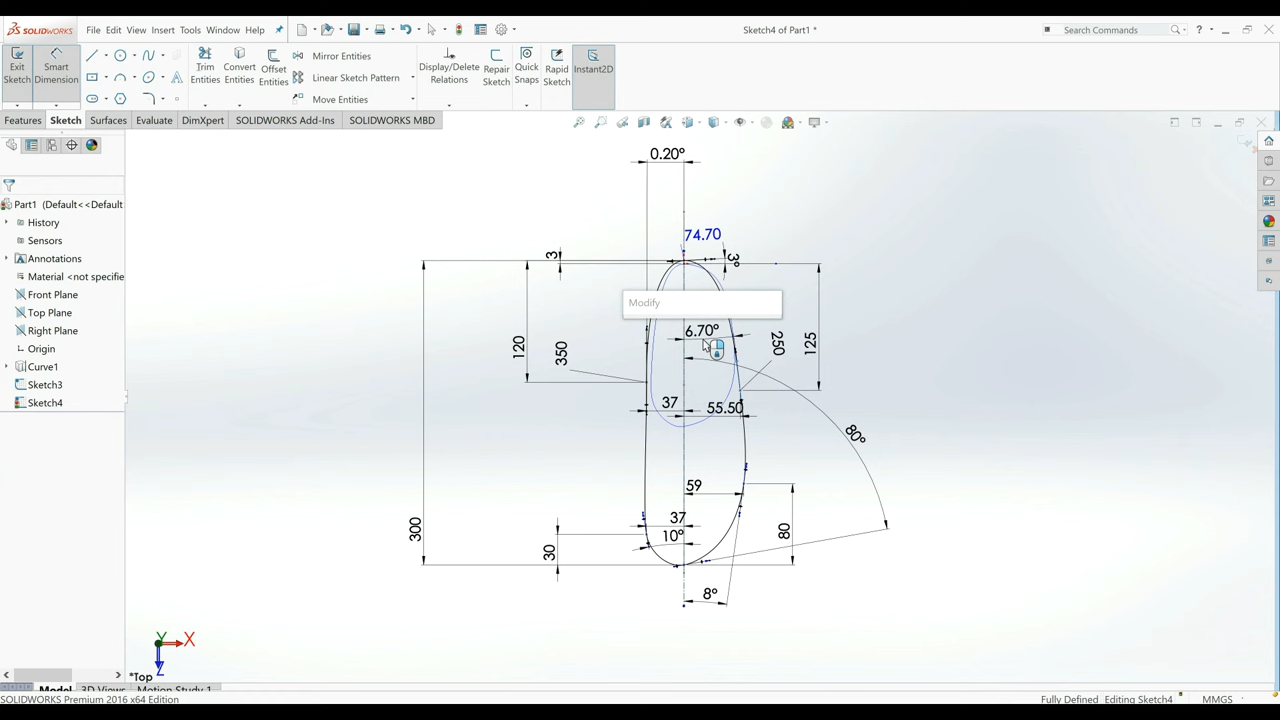 SOLIDWORKS File Edit View Insert Tools Window Help Sketch4 of Part1 * Search Commands ?
Exit Sketch
Smart Dimension
Trim Entities
Convert Entities
Offset Entities
Mirror Entities
Linear Sketch Pattern
Move Entities
Display/Delete Relations
Repair Sketch
Quick Snaps
Rapid Sketch
Instant2D
Features Sketch Surfaces Evaluate DimXpert SOLIDWORKS Add-Ins SOLIDWORKS MBD
Part1 (Default<<Default
History
Sensors
Annotations
Material <not specifie
Front Plane
Top Plane
Right Plane
Origin
Curve1
Sketch3
Sketch4
0.20°
74.70
3
3°
Modify
6.70°
120
350
250
125
37
55.50
80°
59
300
37
10°
30
80
8°
Y
X
Z
*Top
Model 3D Views Motion Study 1
SOLIDWORKS Premium 2016 x64 Edition Fully Defined Editing Sketch4 MMGS